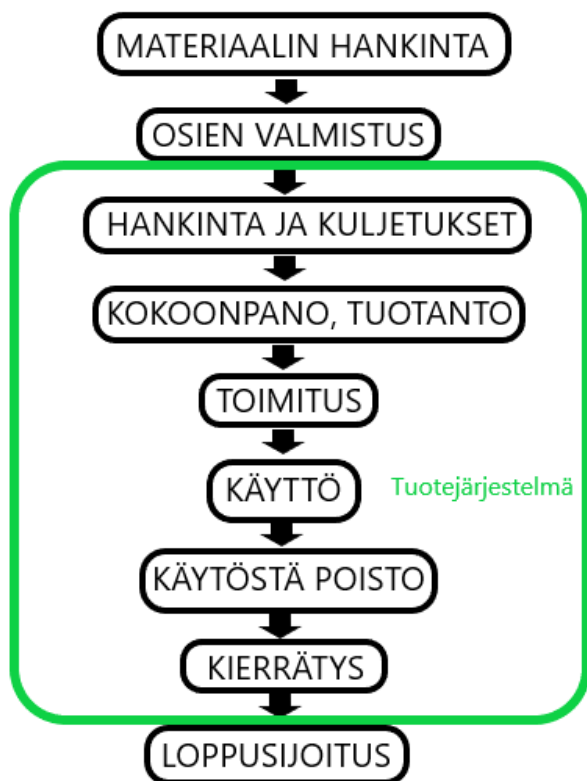 MATERIAALIN HANKINTA
OSIEN VALMISTUS
HANKINTA JA KULJETUKSET
KOKOONPANO, TUOTANTO
TOIMITUS
KÄYTTÖ
Tuotejärjestelmä
KÄYTÖSTÄ POISTO
KIERRÄTYS
LOPPUSIJOITUS